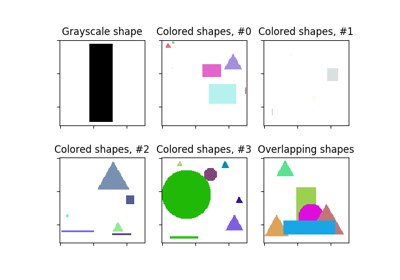 Grayscale shape
Colored shapes, #0
Colored shapes, #1
Colored shapes, #2
Colored shapes, #3
Overlapping shapes